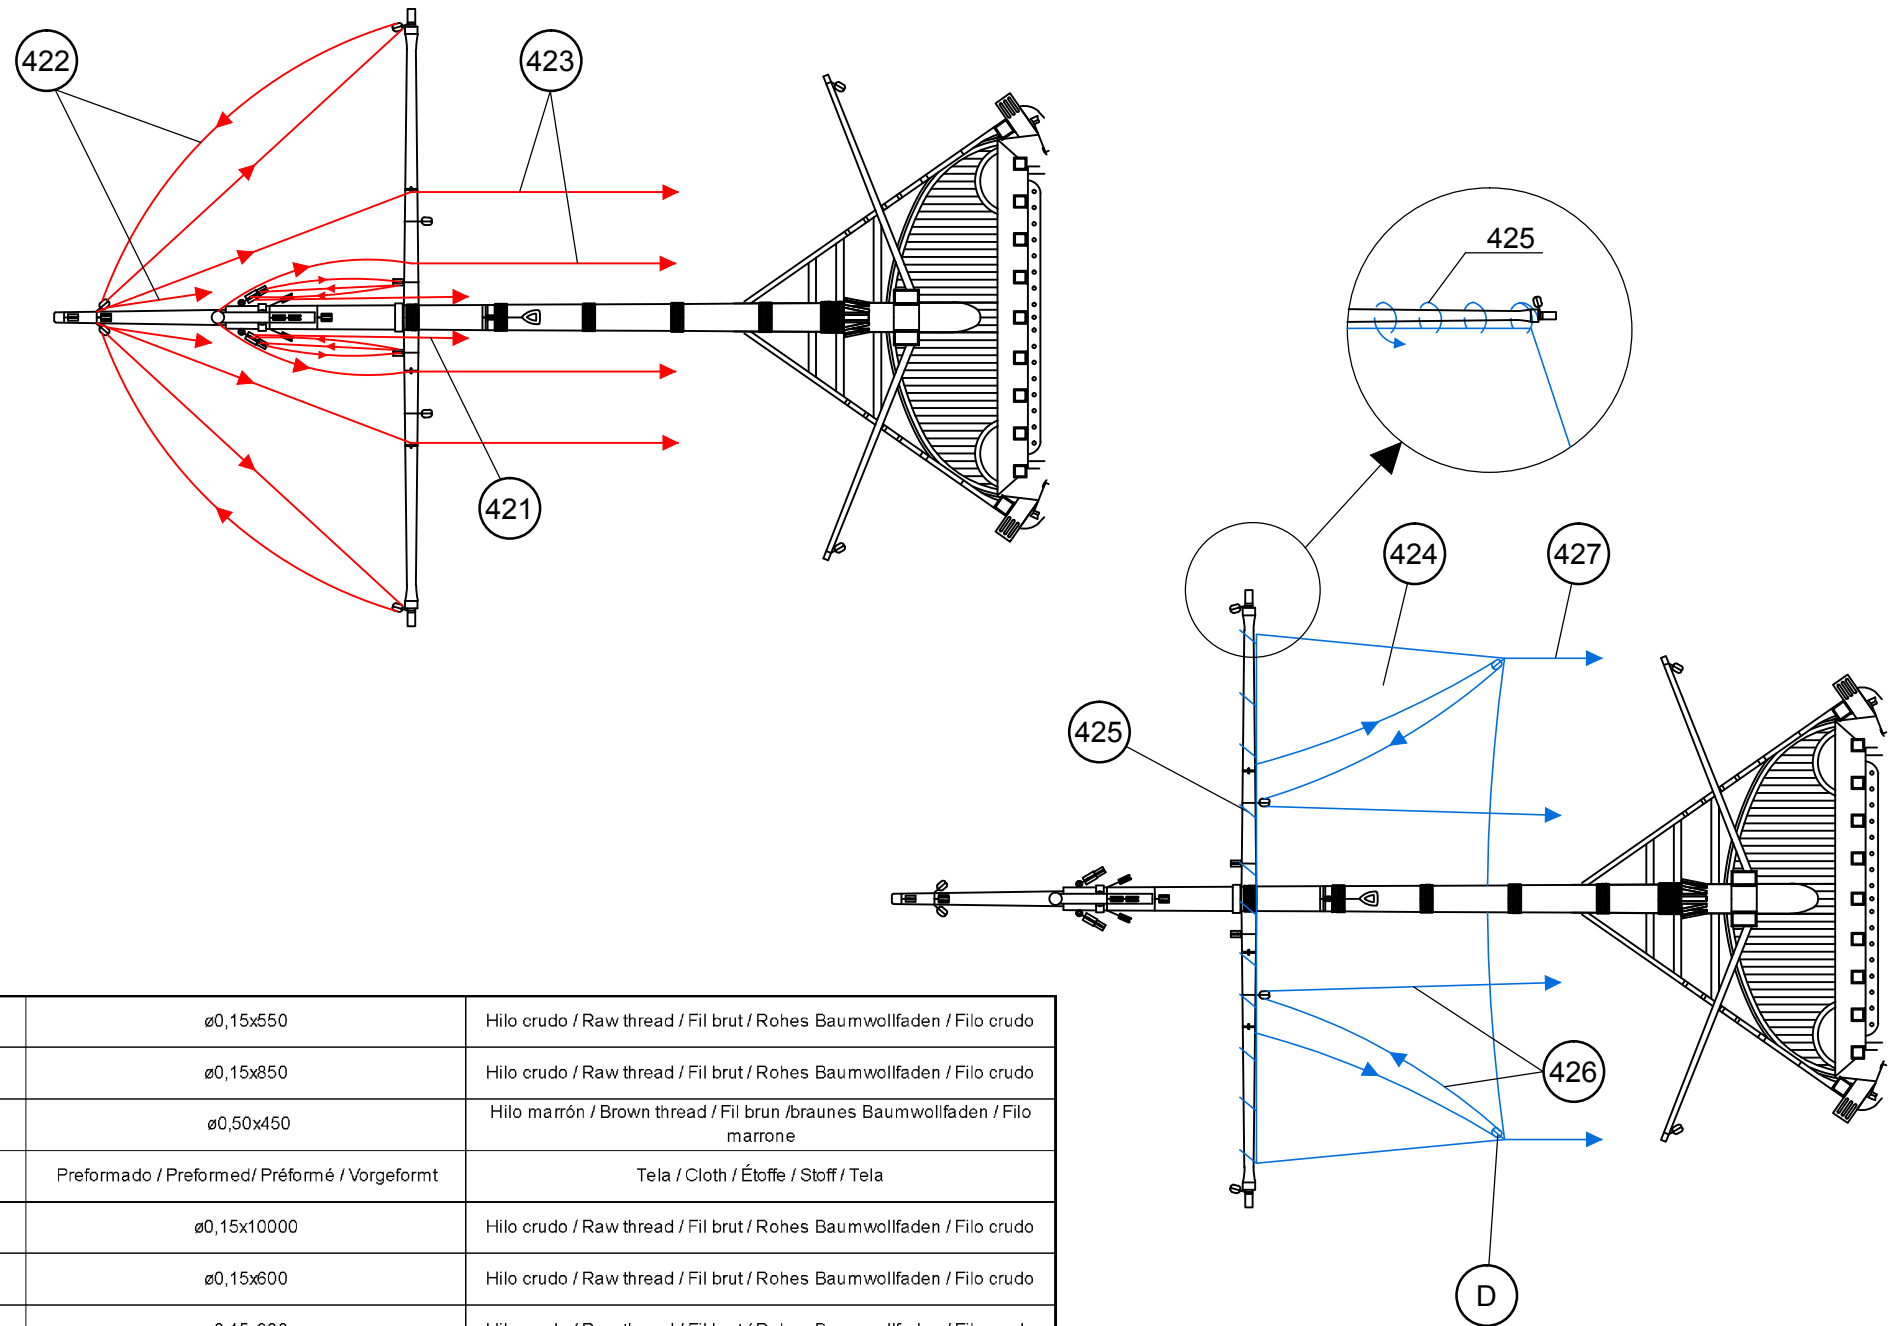 422
423
425
421
424
427
425
426
D
ø0,15x550 Hilo crudo / Raw thread / Fil brut / Rohes Baumwollfaden / Filo crudo
ø0,15x850 Hilo crudo / Raw thread / Fil brut / Rohes Baumwollfaden / Filo crudo
ø0,50x450 Hilo marrón / Brown thread / Fil brun /braunes Baumwollfaden / Filo
marrone
Preformado / Preformed/ Préformé / Vorgeformt Tela / Cloth / Étoffe / Stoff / Tela
ø0,15x10000 Hilo crudo / Raw thread / Fil brut / Rohes Baumwollfaden / Filo crudo
ø0,15x600 Hilo crudo / Raw thread / Fil brut / Rohes Baumwollfaden / Filo crudo